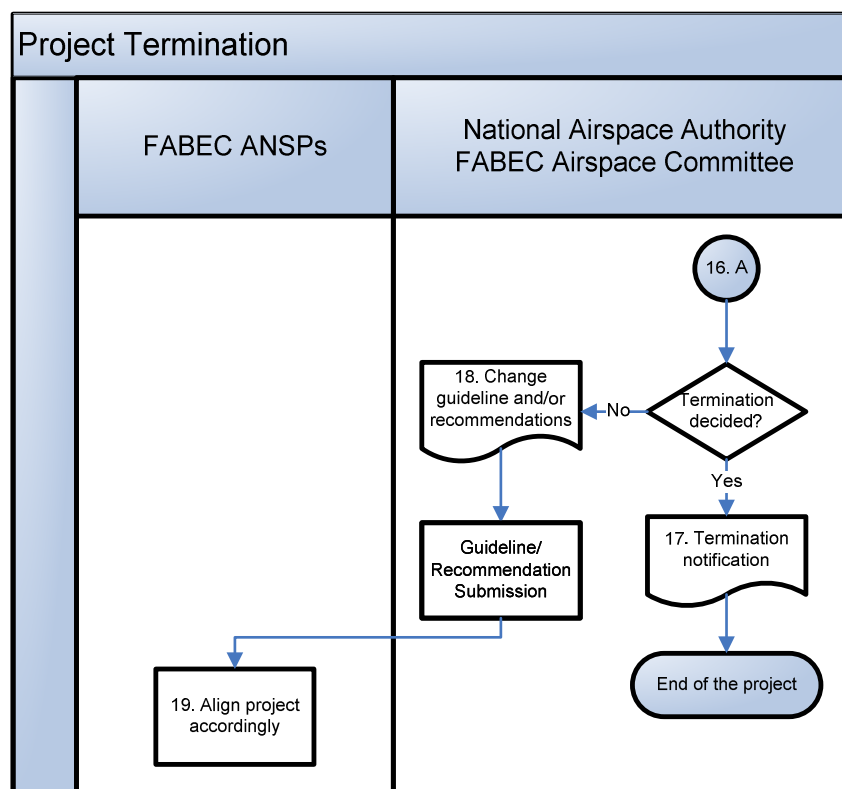 Project Termination
FABEC ANSPs
National Airspace Authority
FABEC Airspace Committee
16. A
Termination
decided?
No
Yes
18. Change
guideline and/or
recommendations
17. Termination
notification
Guideline/
Recommendation
Submission
End of the project
19. Align project
accordingly